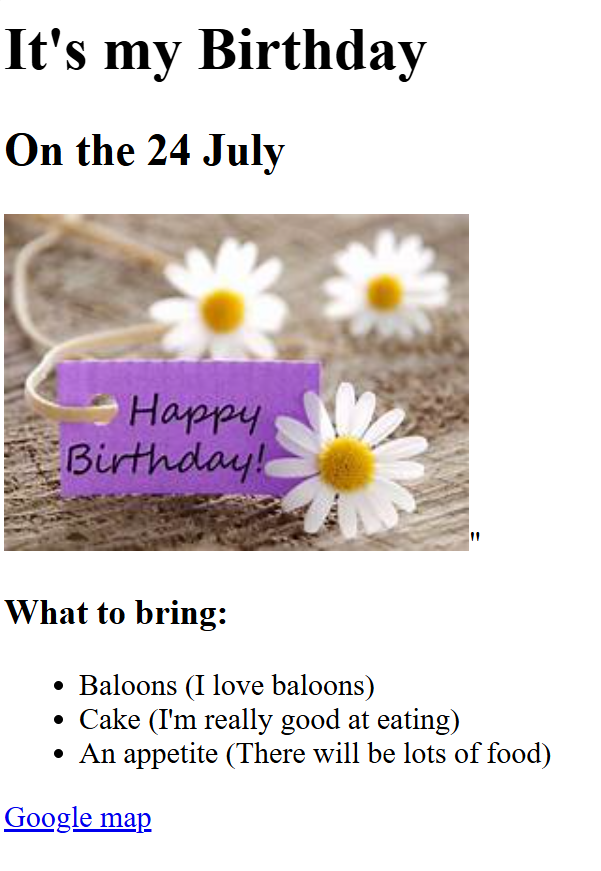 It's my Birthday
On the 24 July
Happy
Birthday!
"
What to bring:
• Baloons (I love baloons)
• Cake (I'm really good at eating)
• An appetite (There will be lots of food)
Google map